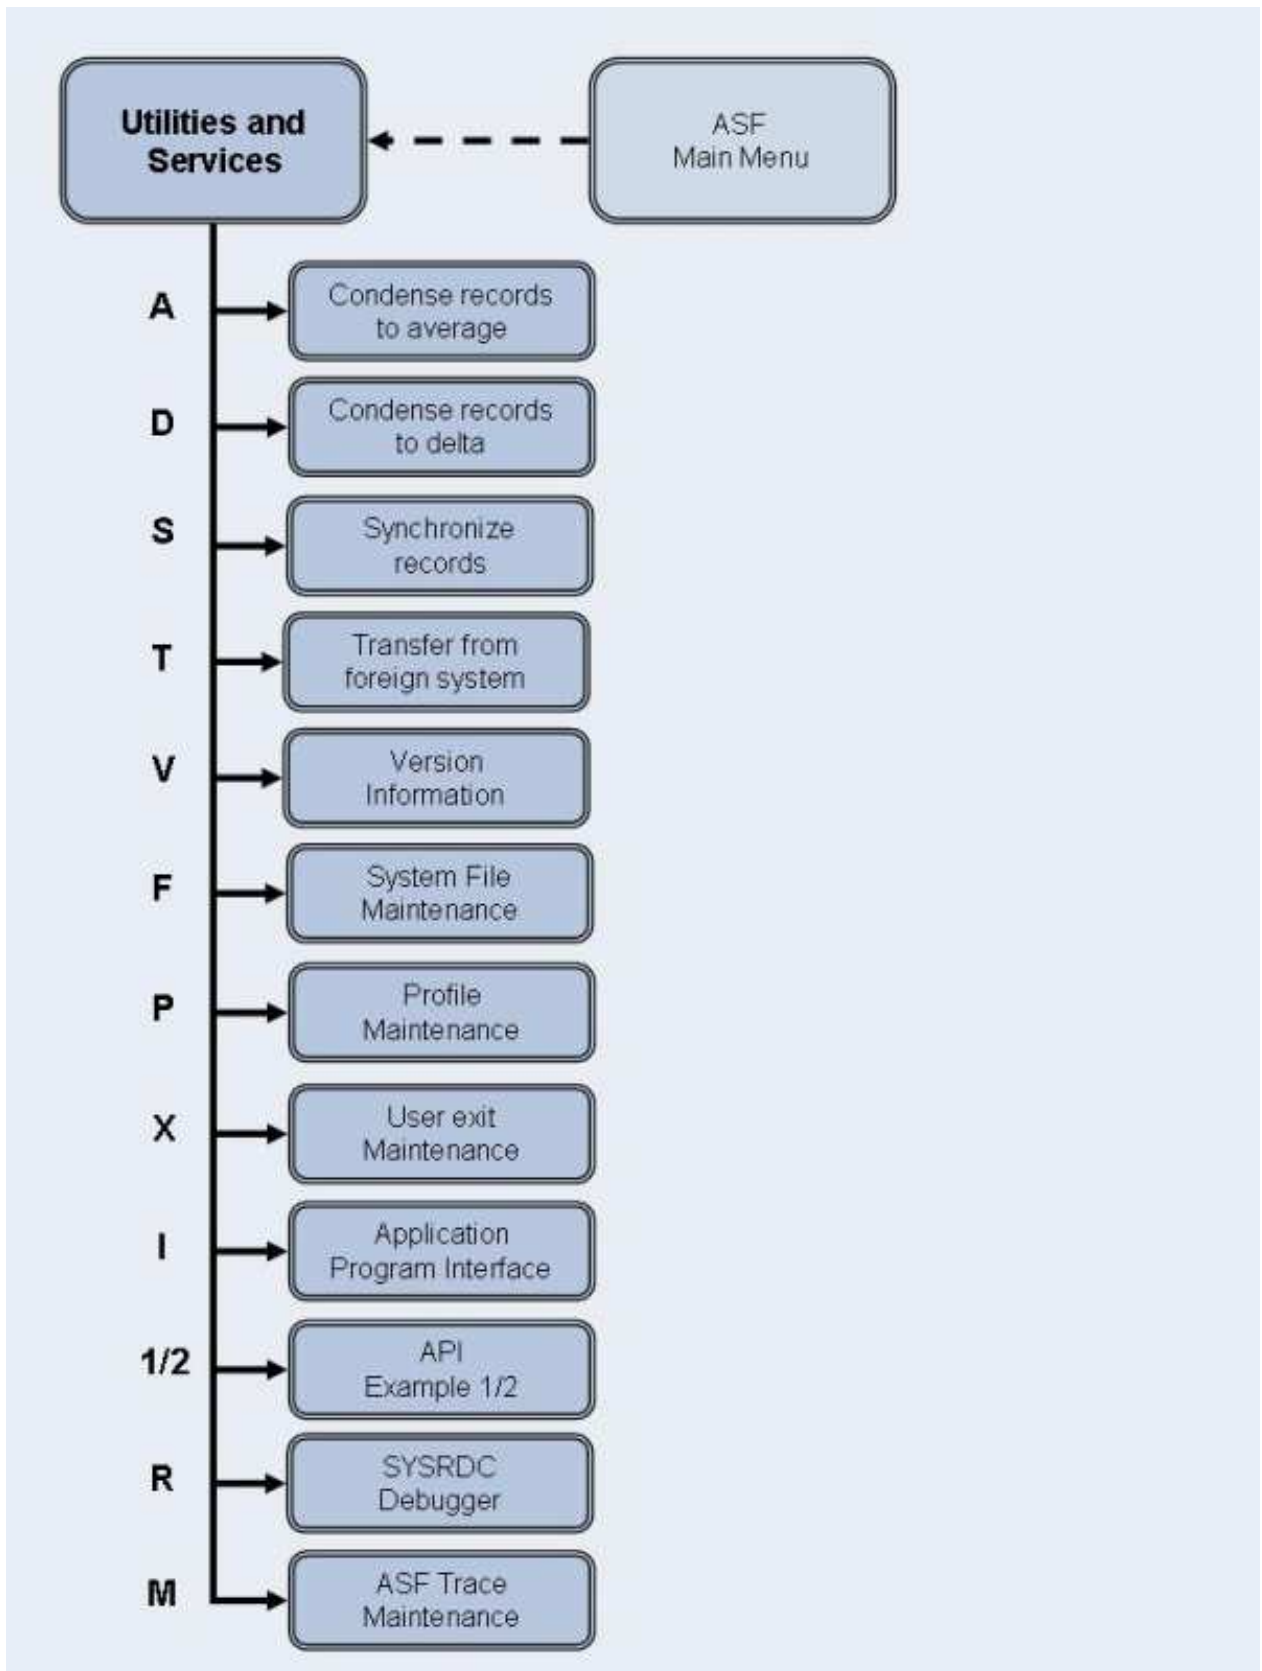 Utilities and
Services
ASF
Main Menu
A
Condense records
to average
D
Condense records
to delta
S
Synchronize
records
T
Transfer from
foreign system
V
Version
Information
F
System File
Maintenance
P
Profile
Maintenance
X
User exit
Maintenance
I
Application
Program Interface
1/2
API
Example 1/2
R
SYSRDC
Debugger
M
ASF Trace
Maintenance